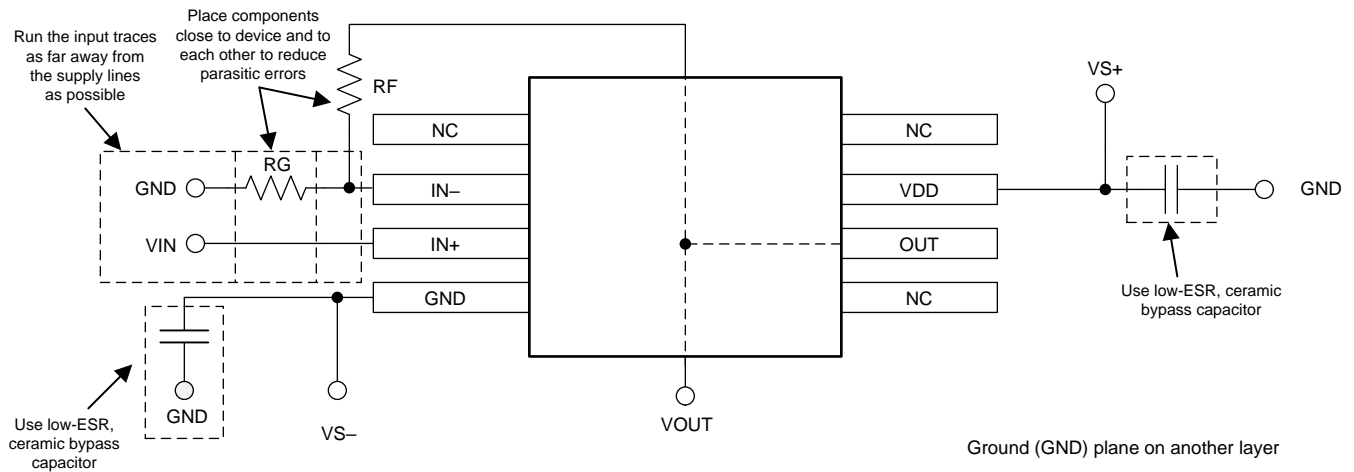 Run the input traces
as far away from
the supply lines
as possible
Place components
close to device and to
each other to reduce
parasitic errors
RF
VS+
NC
NC
RG
GND
IN–
VDD
GND
VIN
IN+
OUT
GND
NC
Use low-ESR, ceramic
bypass capacitor
GND
Use low-ESR,
ceramic bypass
capacitor
VS–
VOUT
Ground (GND) plane on another layer